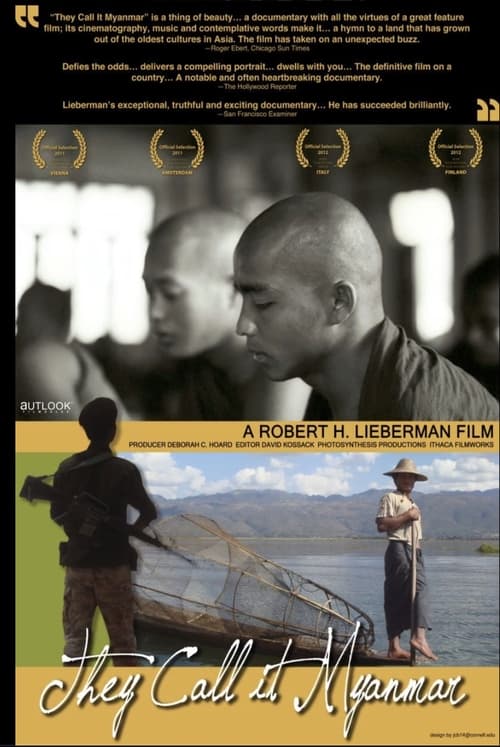 “They Call It Myanmar” is a thing of beauty… a documentary with all the virtues of a great feature
film; its cinematography, music and contemplative words make it… a hymn to a land that has grown
out of the oldest cultures in Asia. The film has taken on an unexpected buzz.
—Roger Ebert, Chicago Sun Times
Defies the odds… delivers a compelling portrait… dwells with you… The definitive film on a
country… A notable and often heartbreaking documentary.
—The Hollywood Reporter
Lieberman's exceptional, truthful and exciting documentary… He has succeeded brilliantly.
—San Francisco Examiner
Official Selection
2011
VIENNA
Official Selection
2011
AMSTERDAM
Official Selection
2012
ITALY
Official Selection
2012
FINLAND
aUTLOOK
A ROBERT H. LIEBERMAN FILM
PRODUCER DEBORAH C. HOARD EDITOR DAVID KOSSACK PHOTOSYNTHESIS PRODUCTIONS ITHACA FILMWORKS
They Call it Myanmar